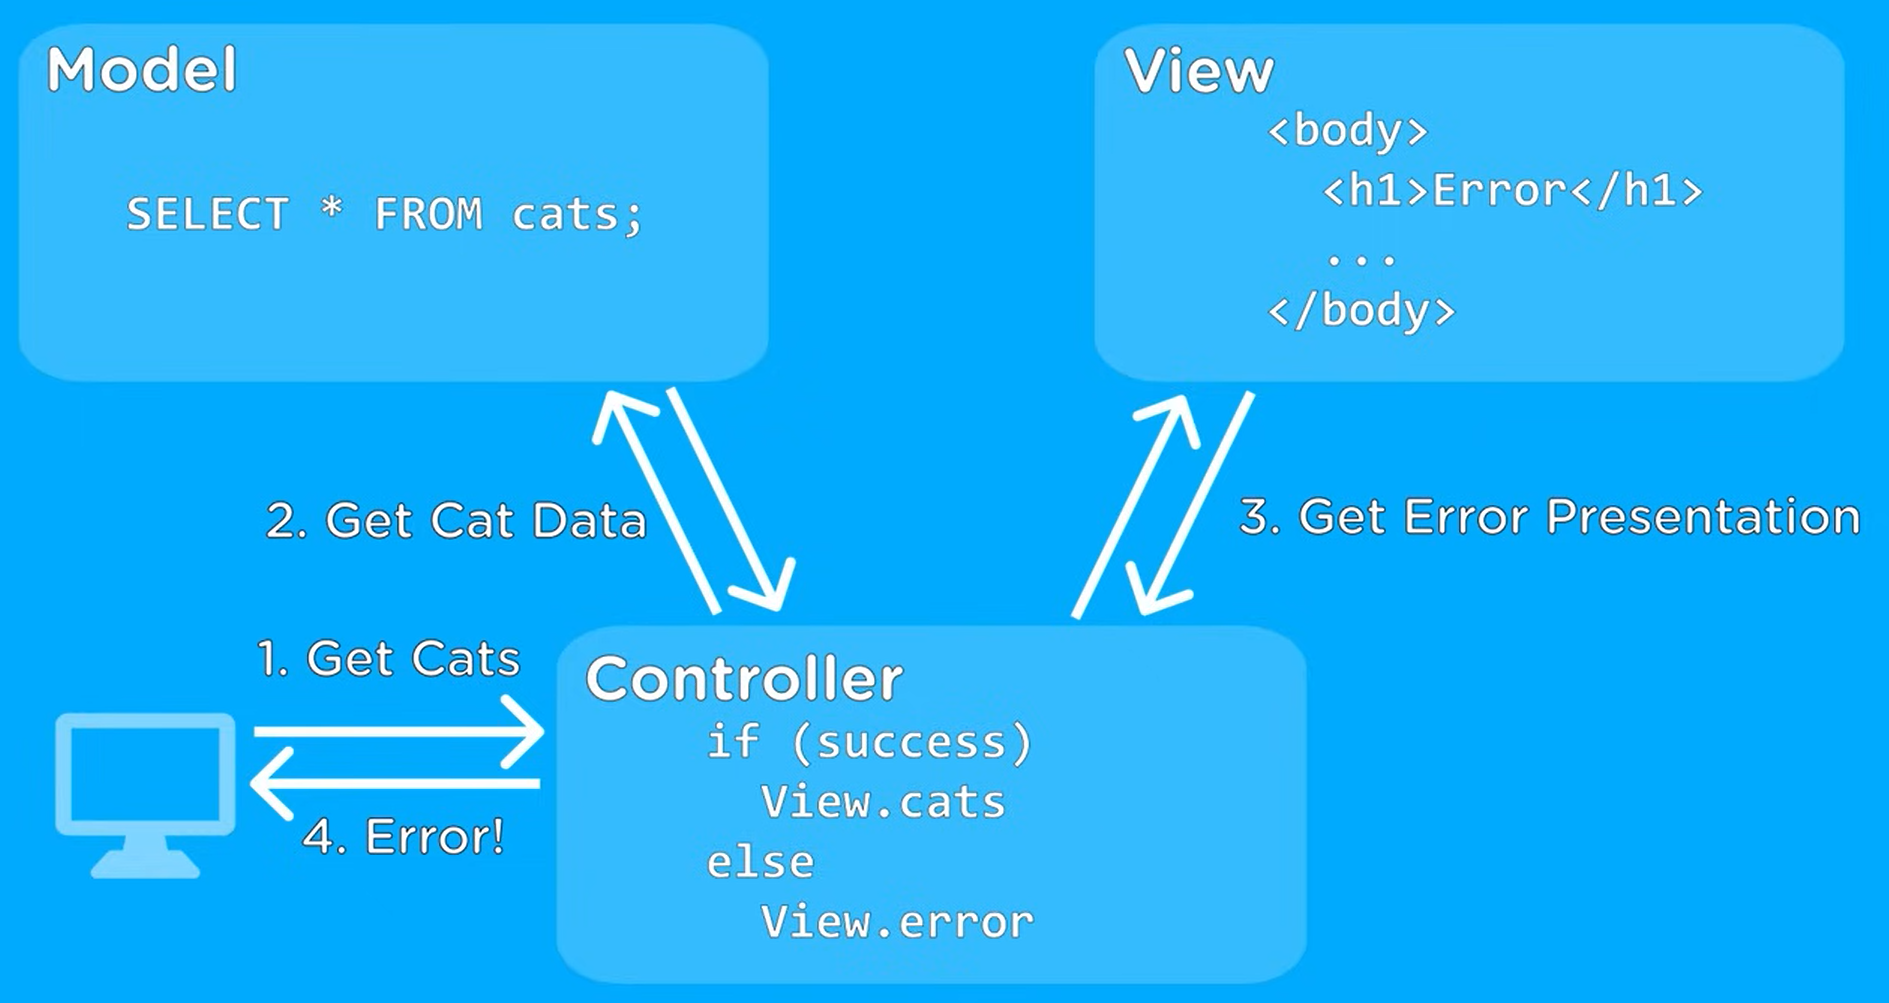 Model
SELECT * FROM cats;
View
<body>
<h1>Error</h1>
...
</body>
2. Get Cat Data
3. Get Error Presentation
1. Get Cats
4. Error!
Controller
if (success)
View.cats
else
View.error